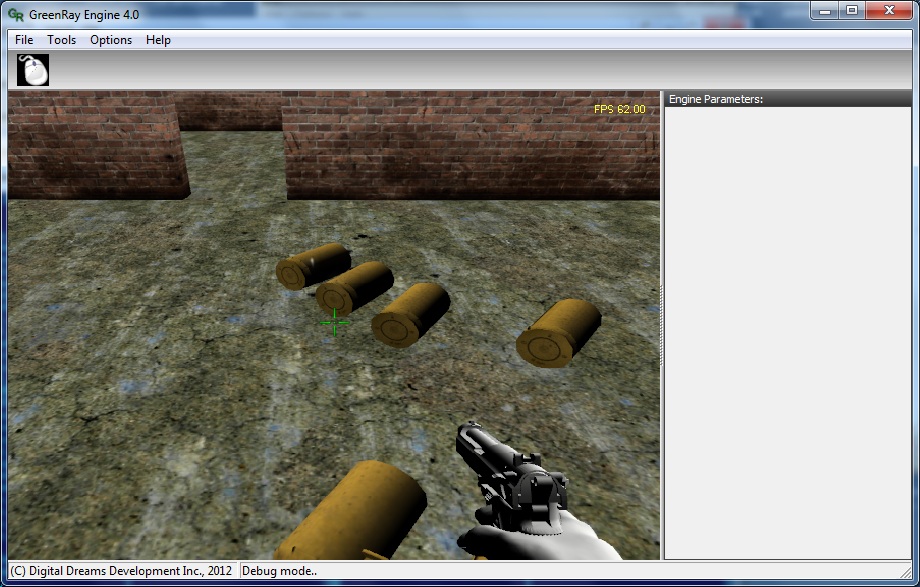 GR GreenRay Engine 4.0
File Tools Options Help
FPS 62.00
Engine Parameters:
(C) Digital Dreams Development Inc., 2012 Debug mode..